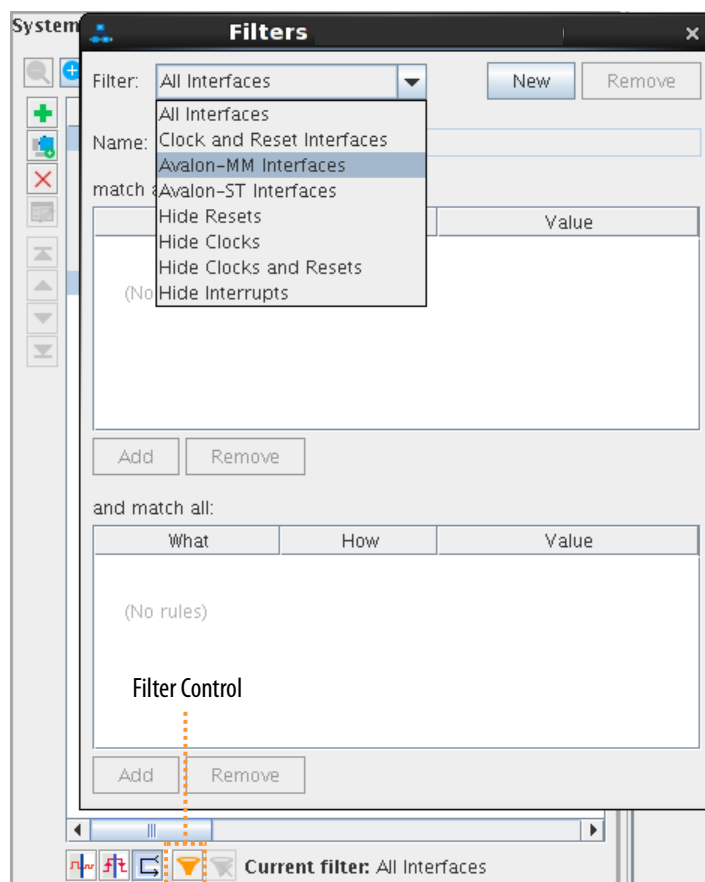 System
Filters
Filter: All Interfaces New Remove
All Interfaces
Name: Clock and Reset Interfaces
Avalon-MM Interfaces
match Avalon-ST Interfaces
Hide Resets
Value
Hide Clocks
Hide Clocks and Resets
(No Hide Interrupts
Add Remove
and match all:
What How Value
(No rules)
Filter Control
Add Remove
Current filter: All Interfaces